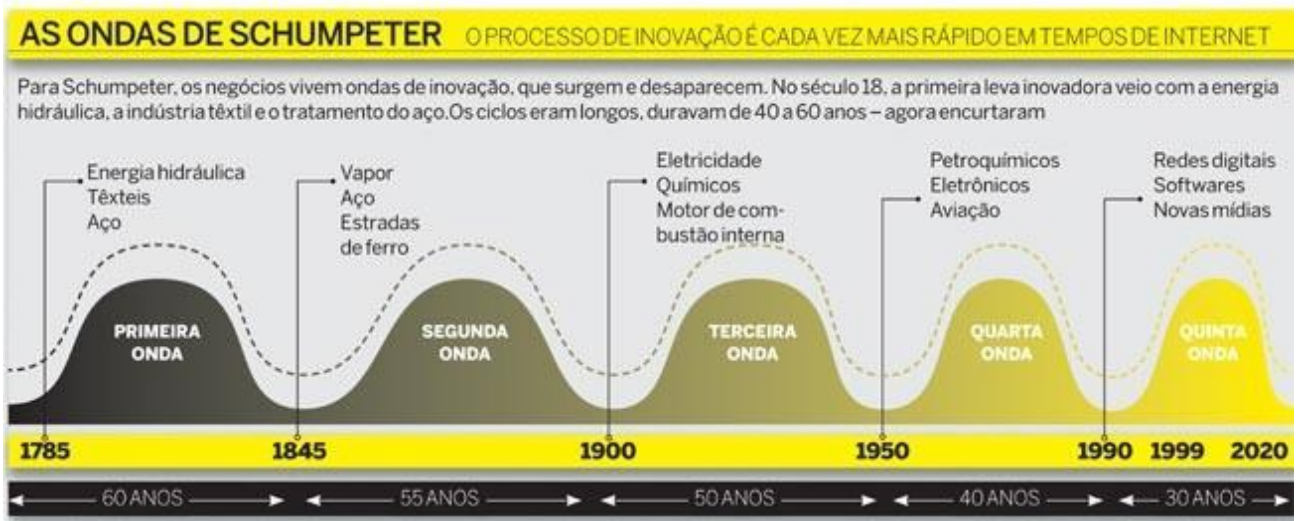 AS ONDAS DE SCHUMPETER O PROCESSO DE INOVAÇÃO É CADA VEZ MAIS RÁPIDO EM TEMPOS DE INTERNET
Para Schumpeter, os negócios vivem ondas de inovação, que surgem e desaparecem. No século 18, a primeira leva inovadora veio com a energia
hidráulica, a indústria têxtil e o tratamento do aço.Os ciclos eram longos, duravam de 40 a 60 anos – agora encurtaram
Energia hidráulica
Têxteis
Aço
Vapor
Aço
Estradas
de ferro
Eletricidade
Químicos
Motor de com-
bustão interna
Petroquímicos
Eletrônicos
Aviação
Redes digitais
Softwares
Novas mídias
PRIMEIRA
ONDA
SEGUNDA
ONDA
TERCEIRA
ONDA
QUARTA
ONDA
QUINTA
ONDA
1785 1845 1900 1950 1990 1999 2020
60 ANOS 55 ANOS 50 ANOS 40 ANOS 30 ANOS